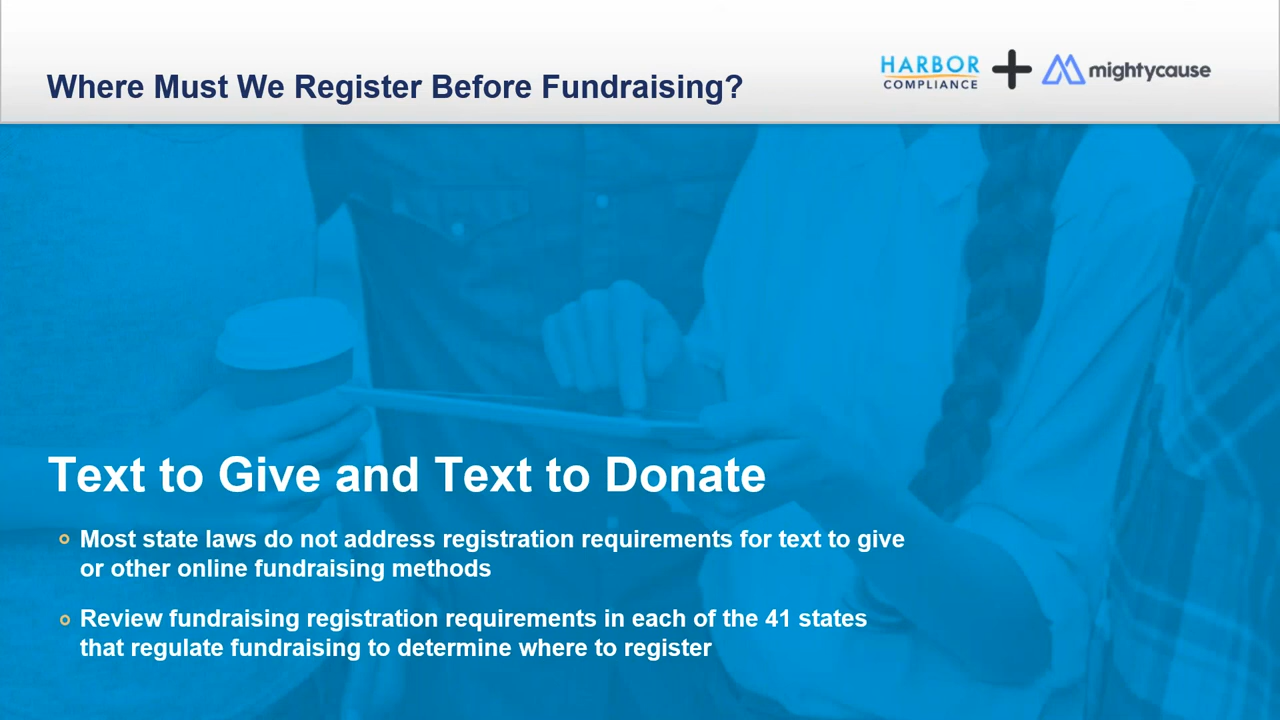 Where Must We Register Before Fundraising?
HARBOR
COMPLIANCE
mightycause
Text to Give and Text to Donate
Most state laws do not address registration requirements for text to give
or other online fundraising methods
Review fundraising registration requirements in each of the 41 states
that regulate fundraising to determine where to register